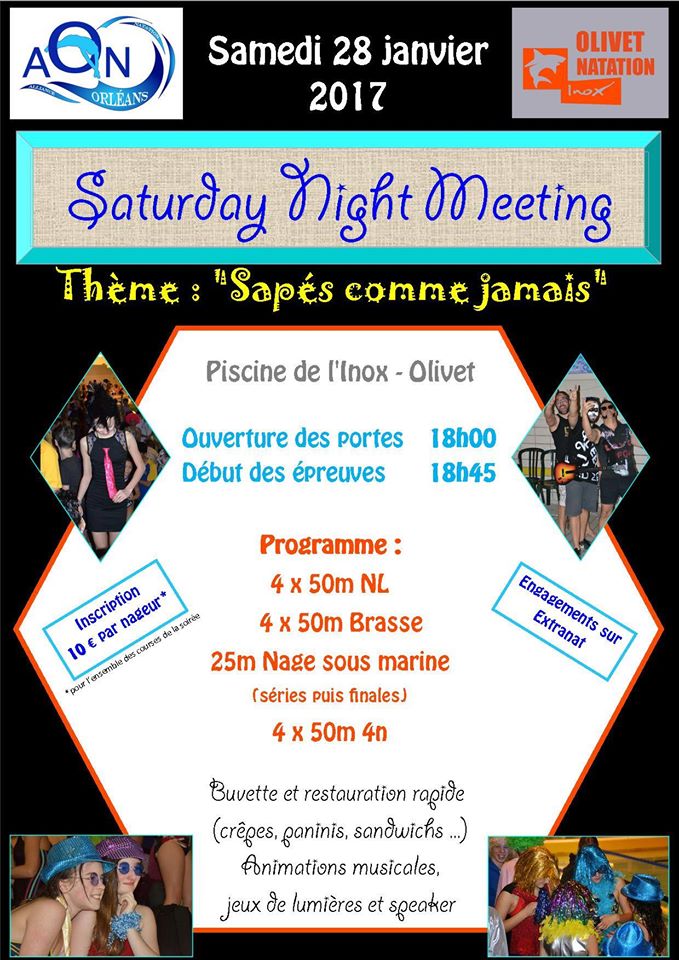 AON
NATATION
ALLIANCE
ORLÉANS
Samedi 28 janvier
2017
OLIVET
NATATION
Inox
Saturday Night Meeting
Thème : "Sapés comme jamais"
Piscine de l'Inox - Olivet
Ouverture des portes 18h00
Début des épreuves 18h45
Programme :
4 x 50m NL
4 x 50m Brasse
25m Nage sous marine
(séries puis finales)
4 x 50m 4n
Inscription
10 € par nageur*
*pour l'ensemble des courses de la soirée
Engagements sur
Extranat
Buvette et restauration rapide
(crêpes, paninis, sandwichs ...)
Animations musicales,
jeux de lumières et speaker